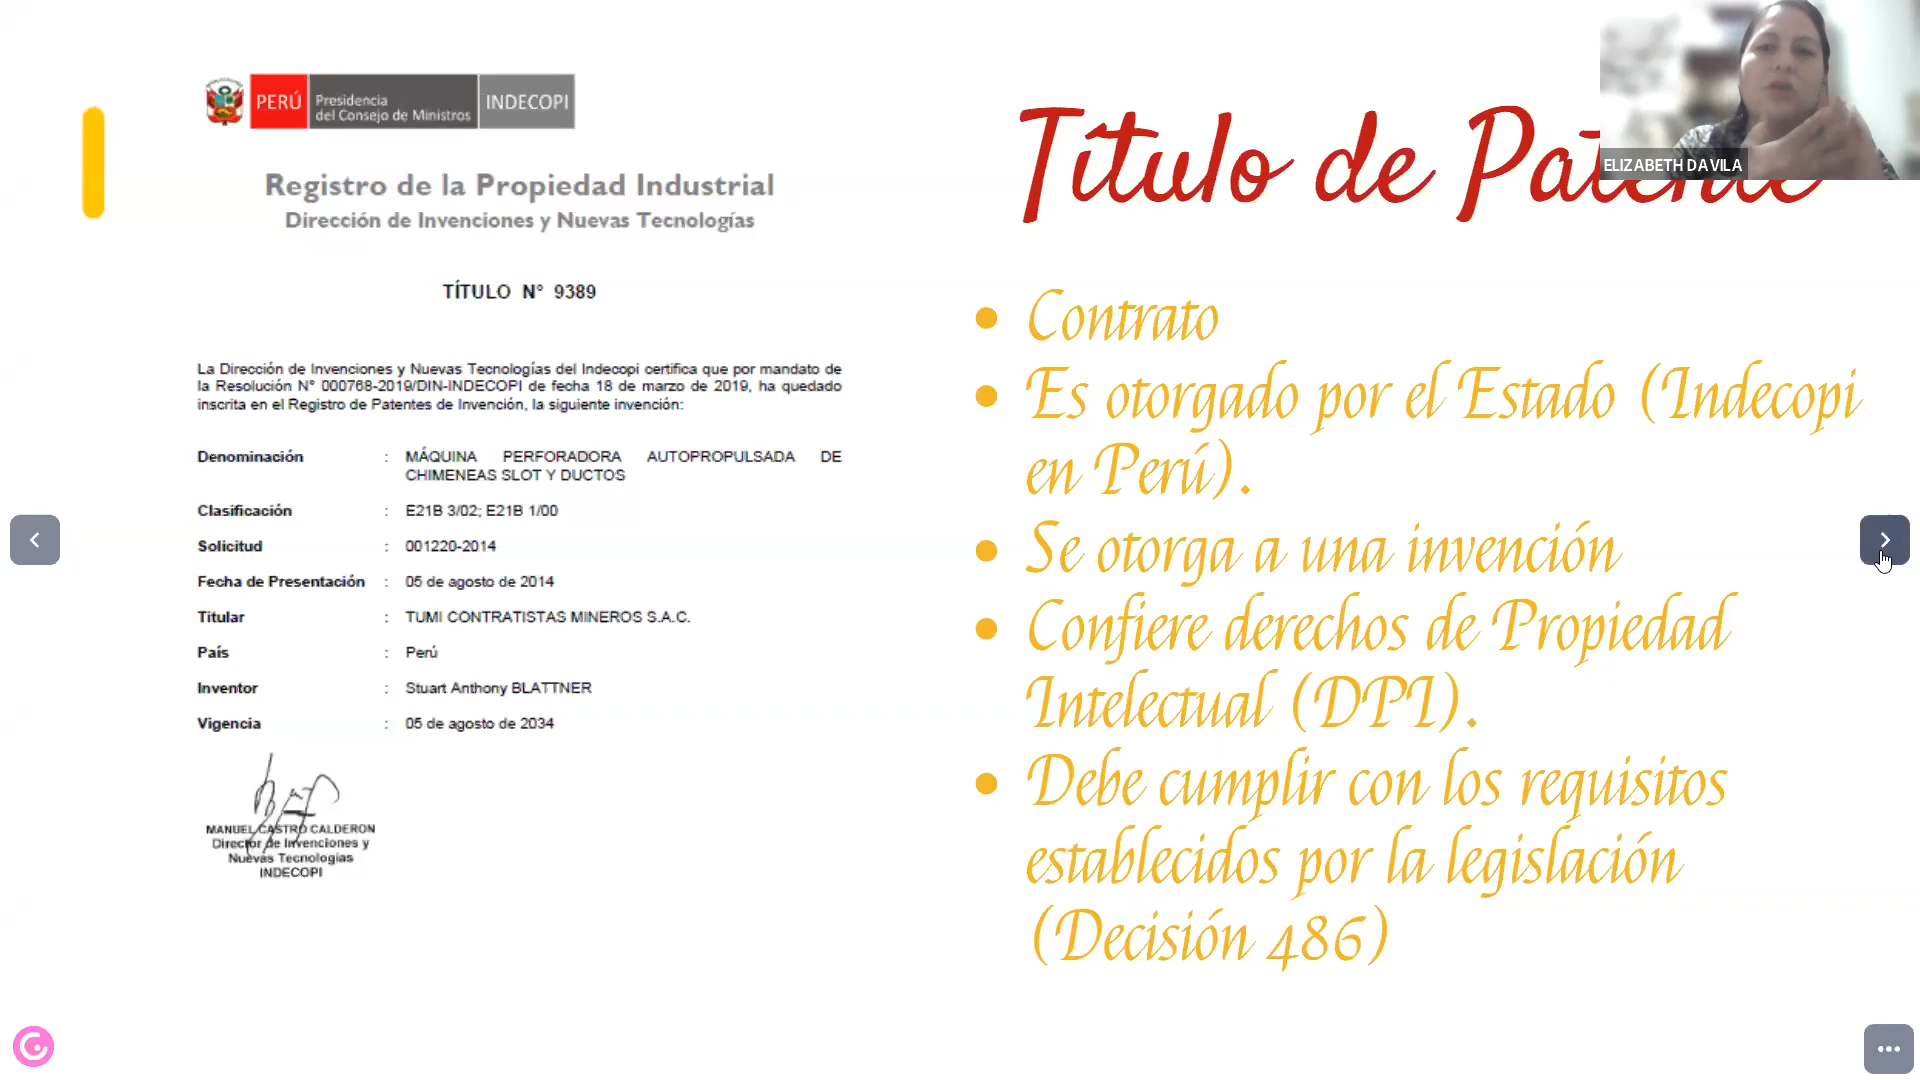 PERÚ
Presidencia
del Consejo de Ministros
INDECOPI
Registro de la Propiedad Industrial
Dirección de Invenciones y Nuevas Tecnologías
TÍTULO N° 9389
La Dirección de Invenciones y Nuevas Tecnologías del Indecopi certifica que por mandato de
la Resolución N° 000768-2019/DIN-INDECOPI de fecha 18 de marzo de 2019, ha quedado
inscrita en el Registro de Patentes de Invención, la siguiente invención:
Denominación : MÁQUINA PERFORADORA AUTOPROPULSADA DE
CHIMENEAS SLOT Y DUCTOS
Clasificación : E21B 3/02; E21B 1/00
Solicitud : 001220-2014
Fecha de Presentación : 05 de agosto de 2014
Titular : TUMI CONTRATISTAS MINEROS S.A.C.
País : Perú
Inventor : Stuart Anthony BLATTNER
Vigencia : 05 de agosto de 2034
MANUEL CASTRO CALDERON
Director de Invenciones y
Nuevas Tecnologías
INDECOPI
Título de Patente
• Contrato
• Es otorgado por el Estado (Indecopi
en Perú).
• Se otorga a una invención
• Confiere derechos de Propiedad
Intelectual (DPI).
• Debe cumplir con los requisitos
establecidos por la legislación
(Decisión 486)
ELIZABETH DAVILA